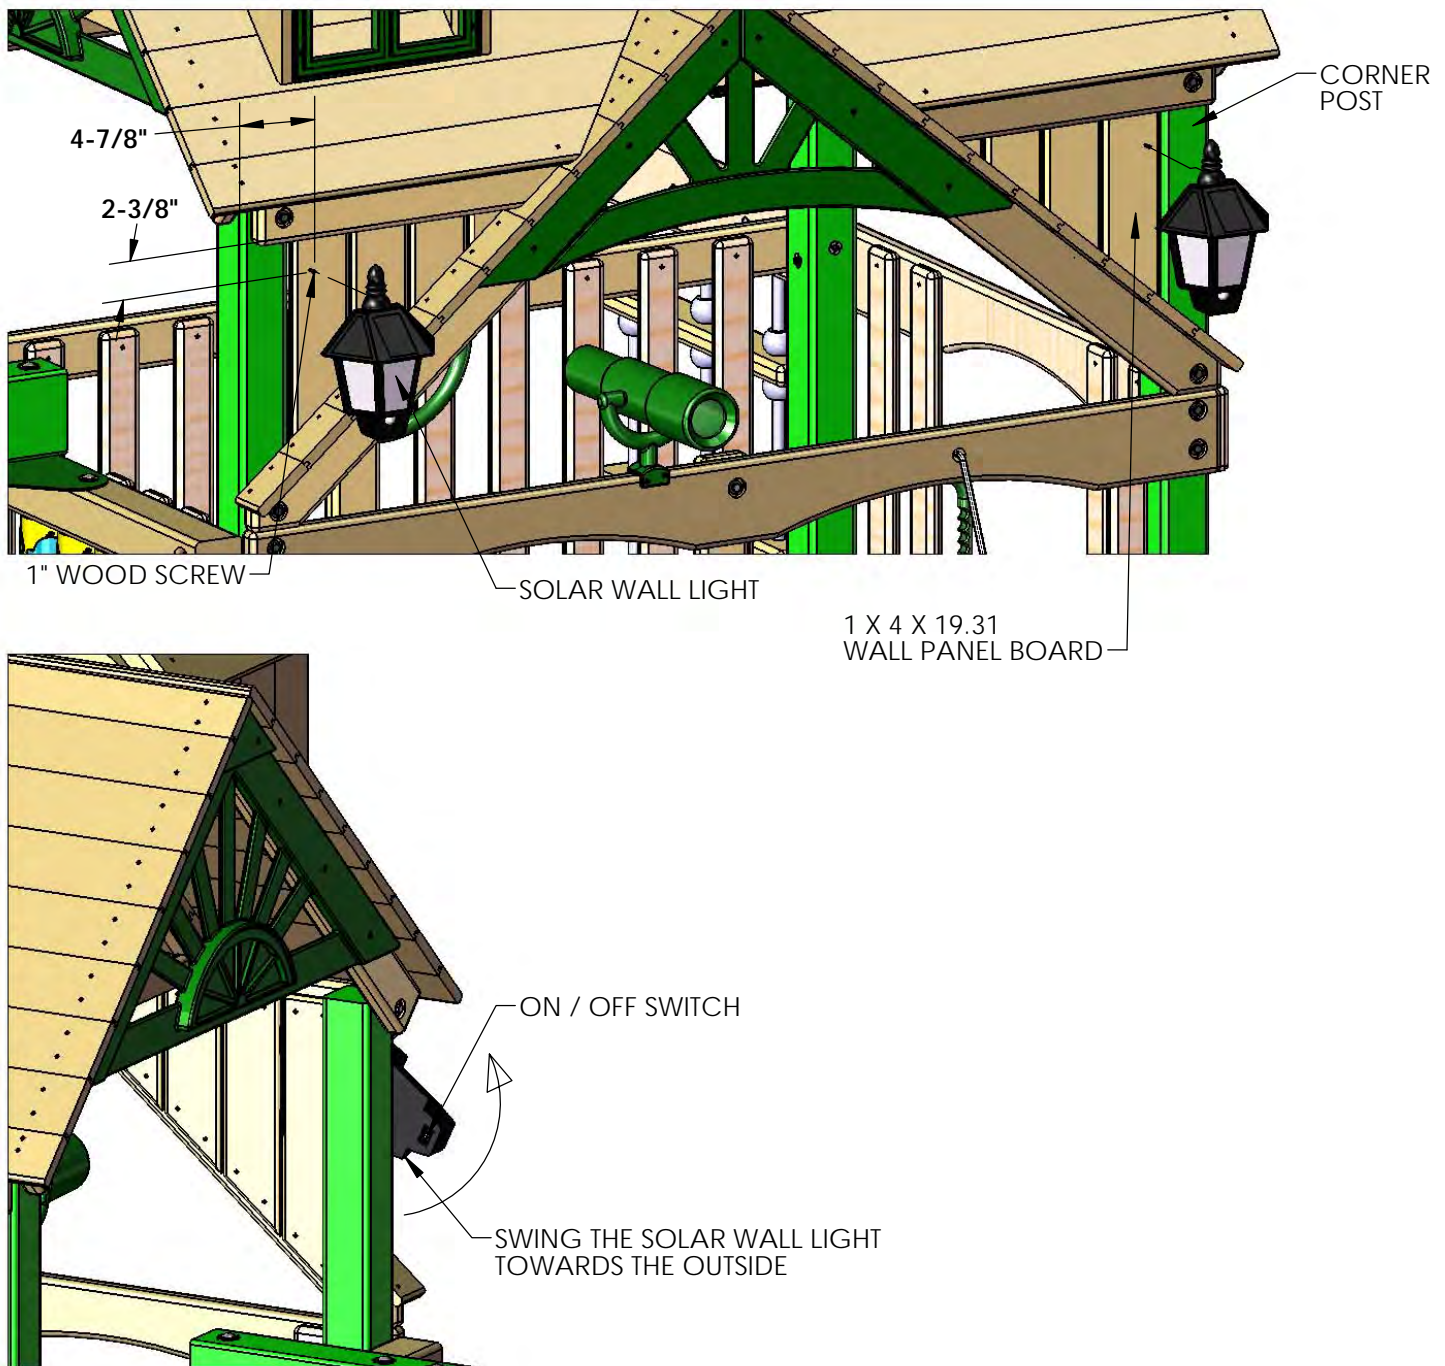 CORNER
POST
4-7/8"
2-3/8"
1" WOOD SCREW
SOLAR WALL LIGHT
1 X 4 X 19.31
WALL PANEL BOARD
ON / OFF SWITCH
SWING THE SOLAR WALL LIGHT
TOWARDS THE OUTSIDE